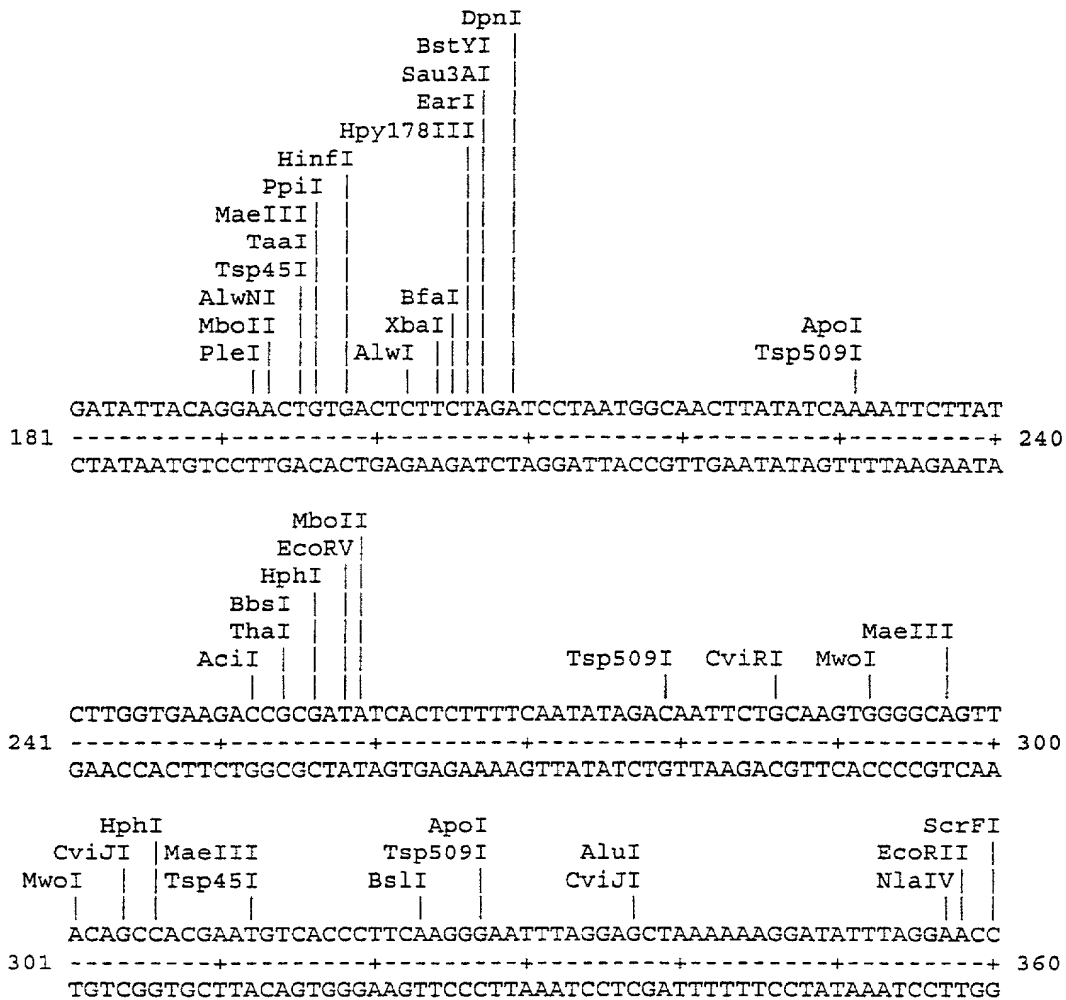 DpnI
BstYI
Sau3AI
EarI
Hpy178III
HinfI
PpiI
MaeIII
TaaI
Tsp45I
AlwNI BfaI
MboII XbaI ApoI
PleI AlwI Tsp509I
GATATTACAGGAACTGTGACTCTTCTAGATCCTAATGGCAACTTATATCAAAATTCTTAT
181 ---------+---------+---------+---------+---------+---------+ 240
CTATAATGTCCTTGACACTGAGAAGATCTAGGATTACCGTTGAATATAGTTTTAAGAATA
MboII
EcoRV
HphI
BbsI
ThaI MaeIII
AciI Tsp509I CviRI MwoI
CTTGGTGAAGACCGCGATATCACTCTTTTCAATATAGACAATTCTGCAAGTGGGGCAGTT
241 ---------+---------+---------+---------+---------+---------+ 300
GAACCACTTCTGGCGCTATAGTGAGAAAAGTTATATCTGTTAAGACGTTCACCCCGTCAA
HphI ApoI ScrFI
CviJI MaeIII Tsp509I AluI EcoRII
MwoI Tsp45I BslI CviJI NlaIV
ACAGCCACGAATGTCACCCTTCAAGGGAATTTAGGAGCTAAAAAAGGATATTTAGGAACC
301 ---------+---------+---------+---------+---------+---------+ 360
TGTCGGTGCTTACAGTGGGAAGTTCCCTTAAATCCTCGATTTTTTCCTATAAATCCTTGG